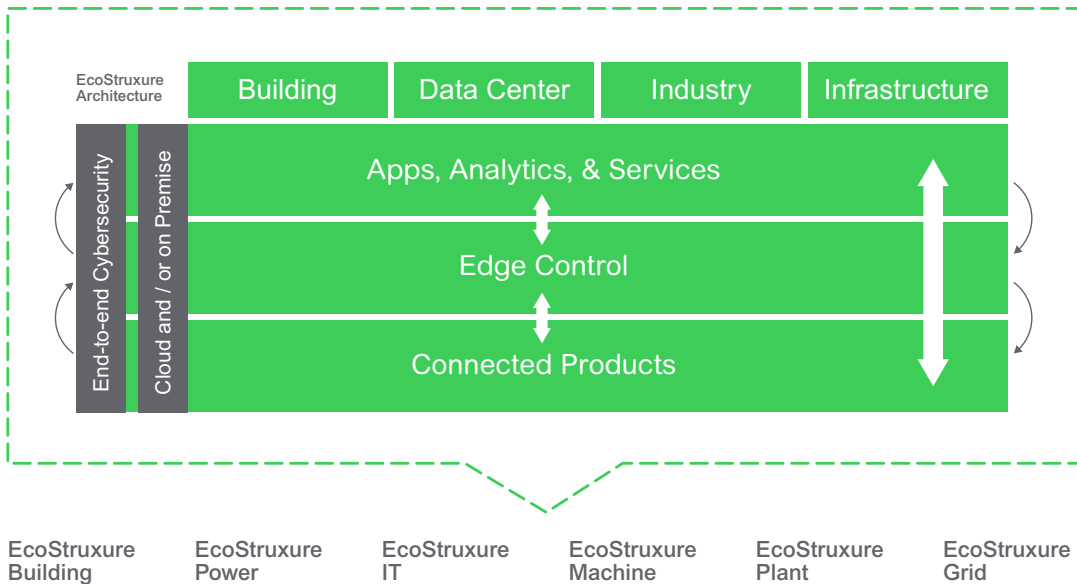 EcoStruxure
Architecture
Building
Data Center
Industry
Infrastructure
End-to-end Cybersecurity
Cloud and / or on Premise
Apps, Analytics, & Services
Edge Control
Connected Products
EcoStruxure
Building
EcoStruxure
Power
EcoStruxure
IT
EcoStruxure
Machine
EcoStruxure
Plant
EcoStruxure
Grid